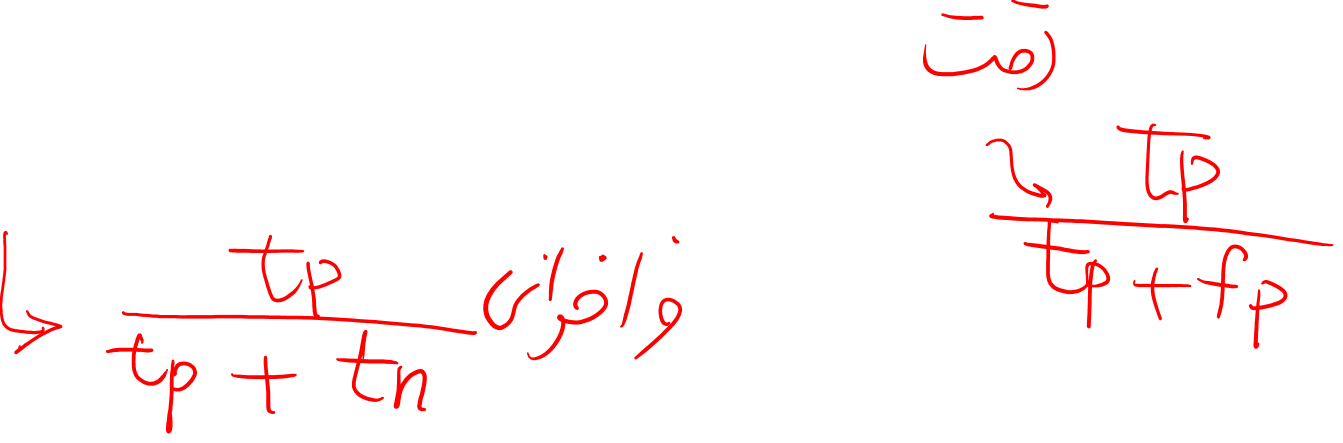 دقت
tp
tp + fp
فراخوانی
tp
tp + tn